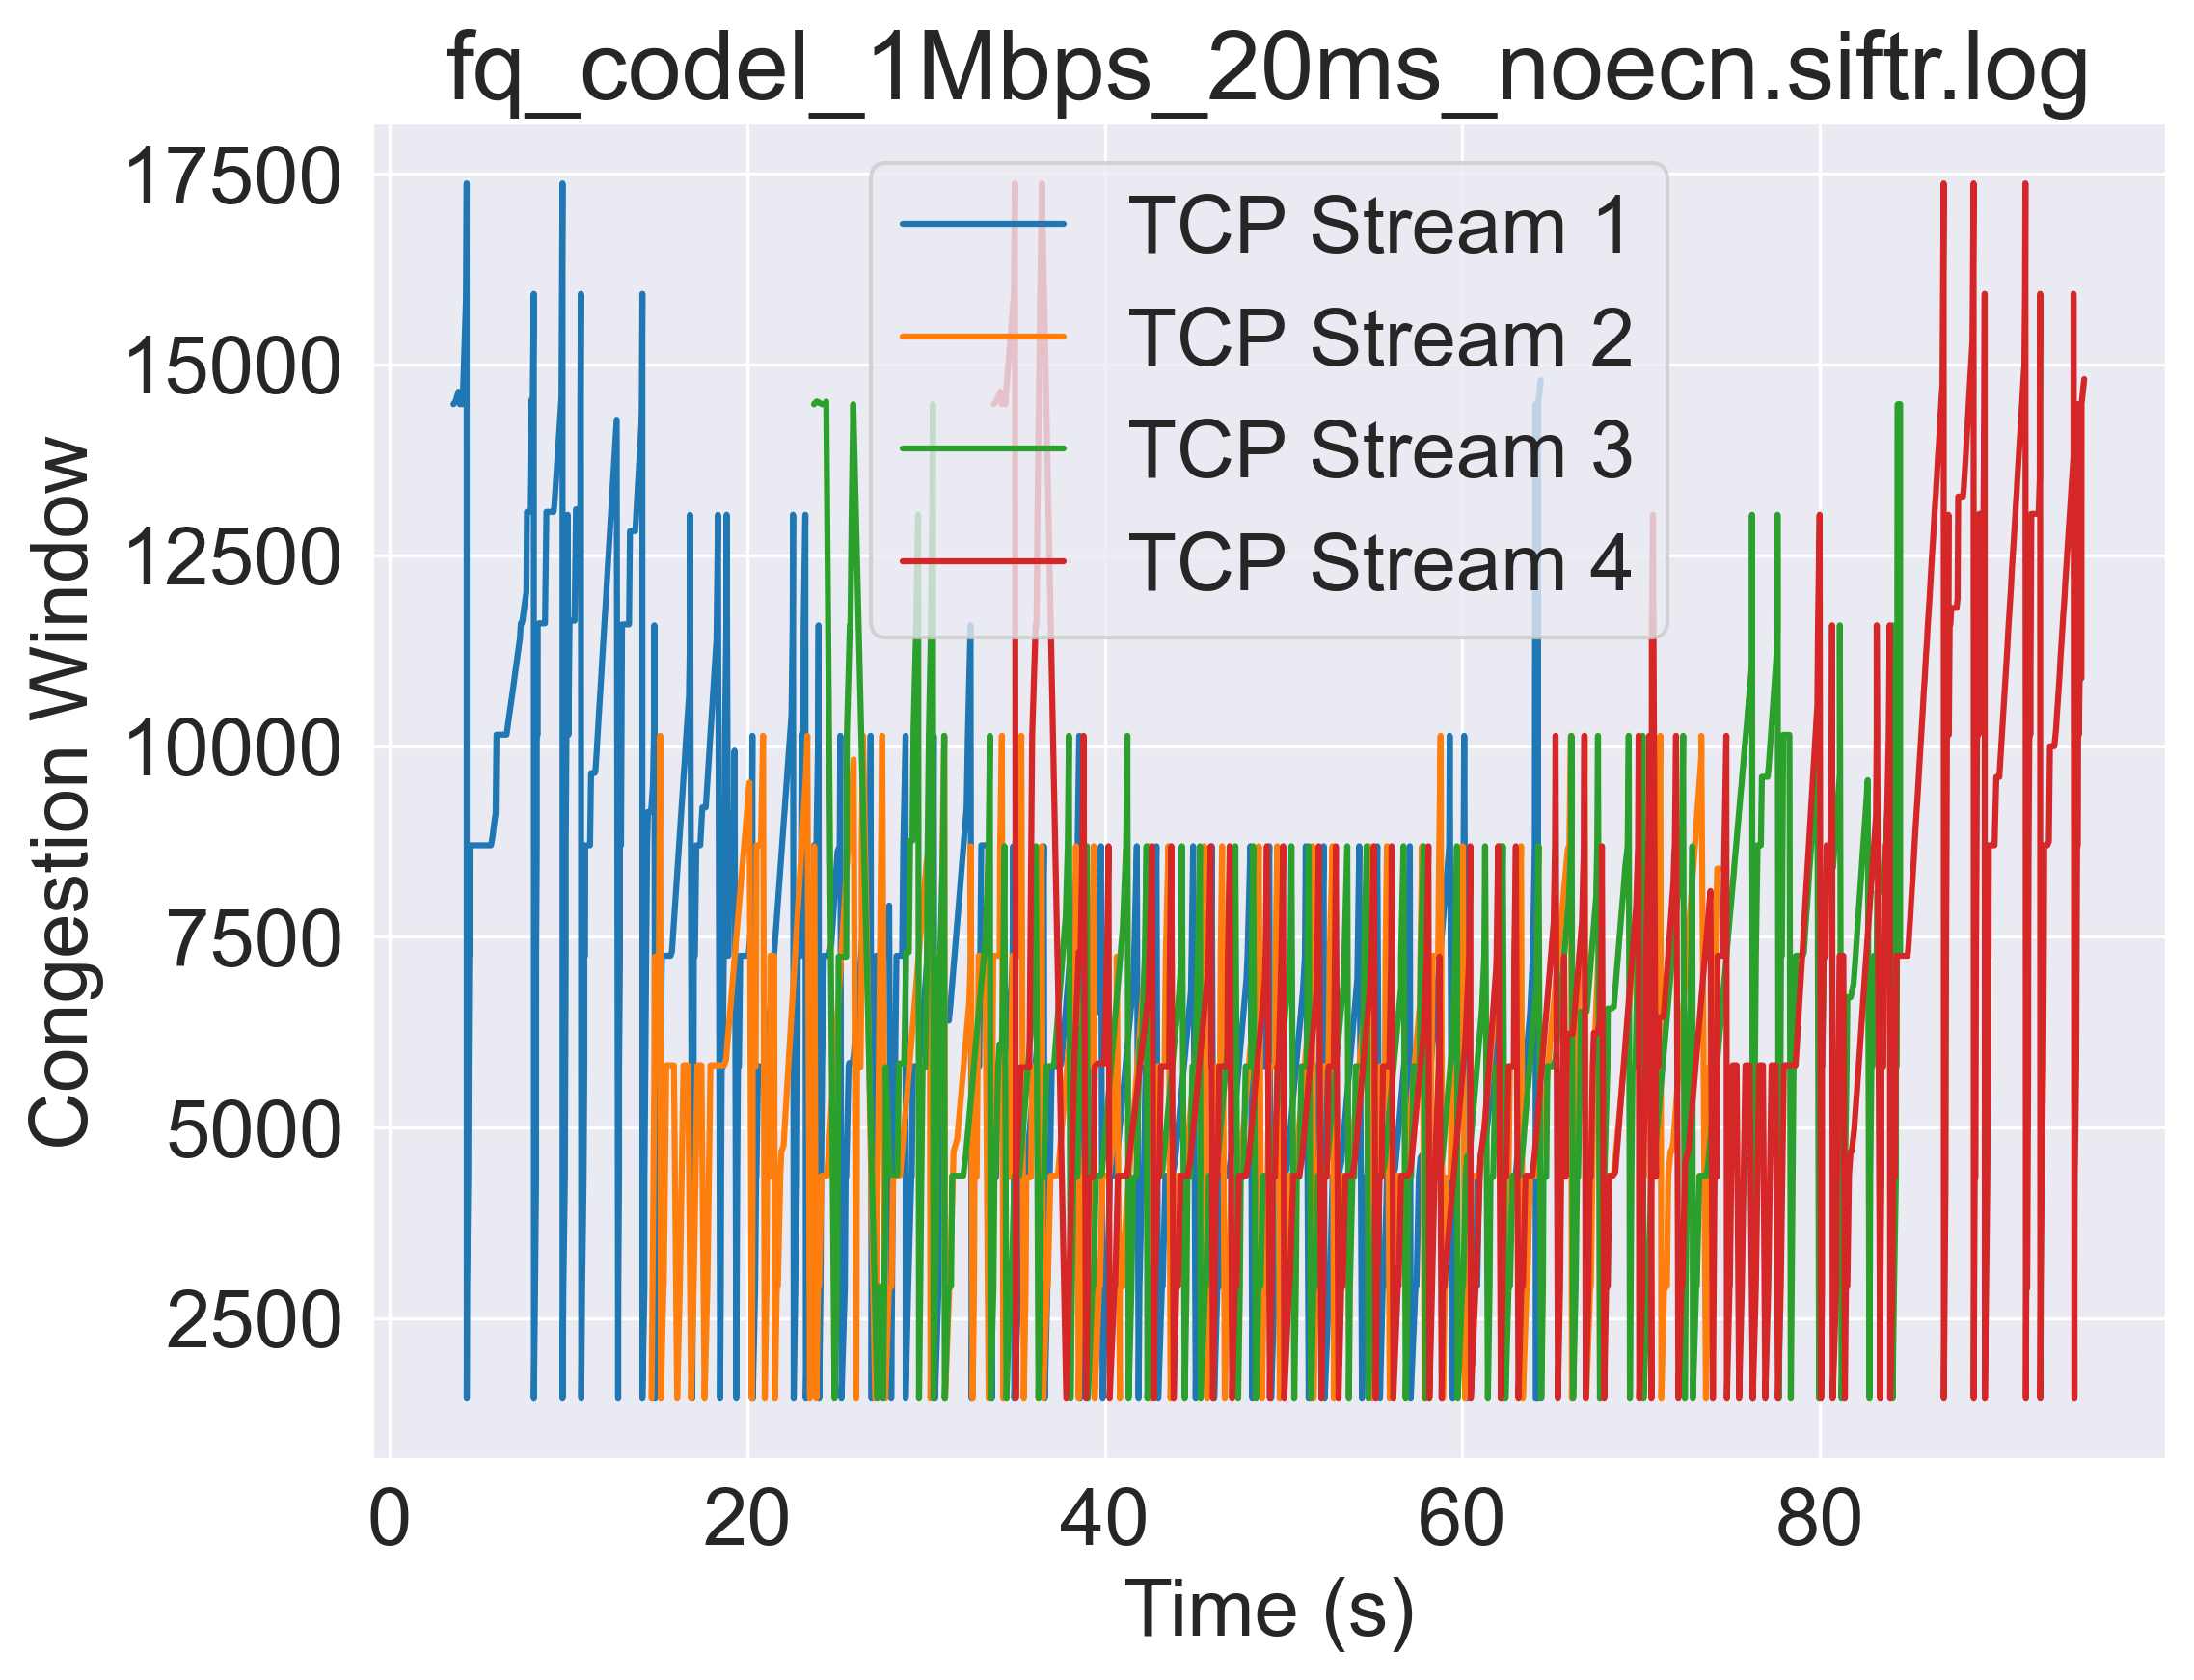 fq_codel_1Mbps_20ms_noecn.siftr.log
17500
15000
12500
10000
7500
5000
2500
Congestion Window
TCP Stream 1
TCP Stream 2
TCP Stream 3
TCP Stream 4
0 20 40 60 80
Time (s)